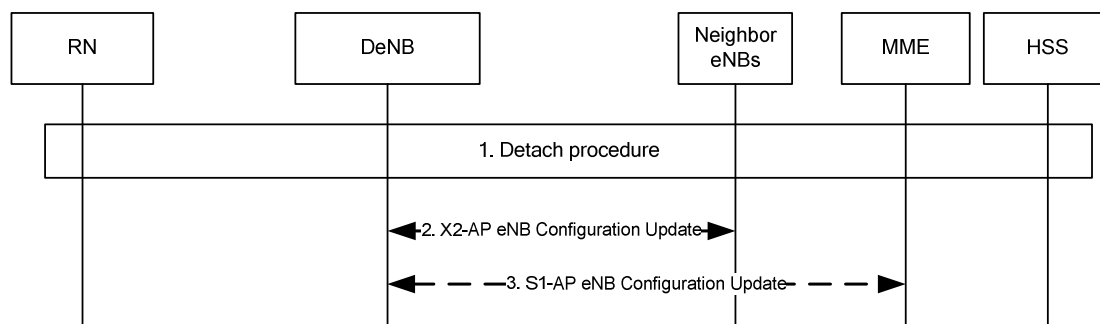 RN
DeNB
Neighbor
eNBs
MME
HSS
1. Detach procedure
2. X2-AP eNB Configuration Update
3. S1-AP eNB Configuration Update